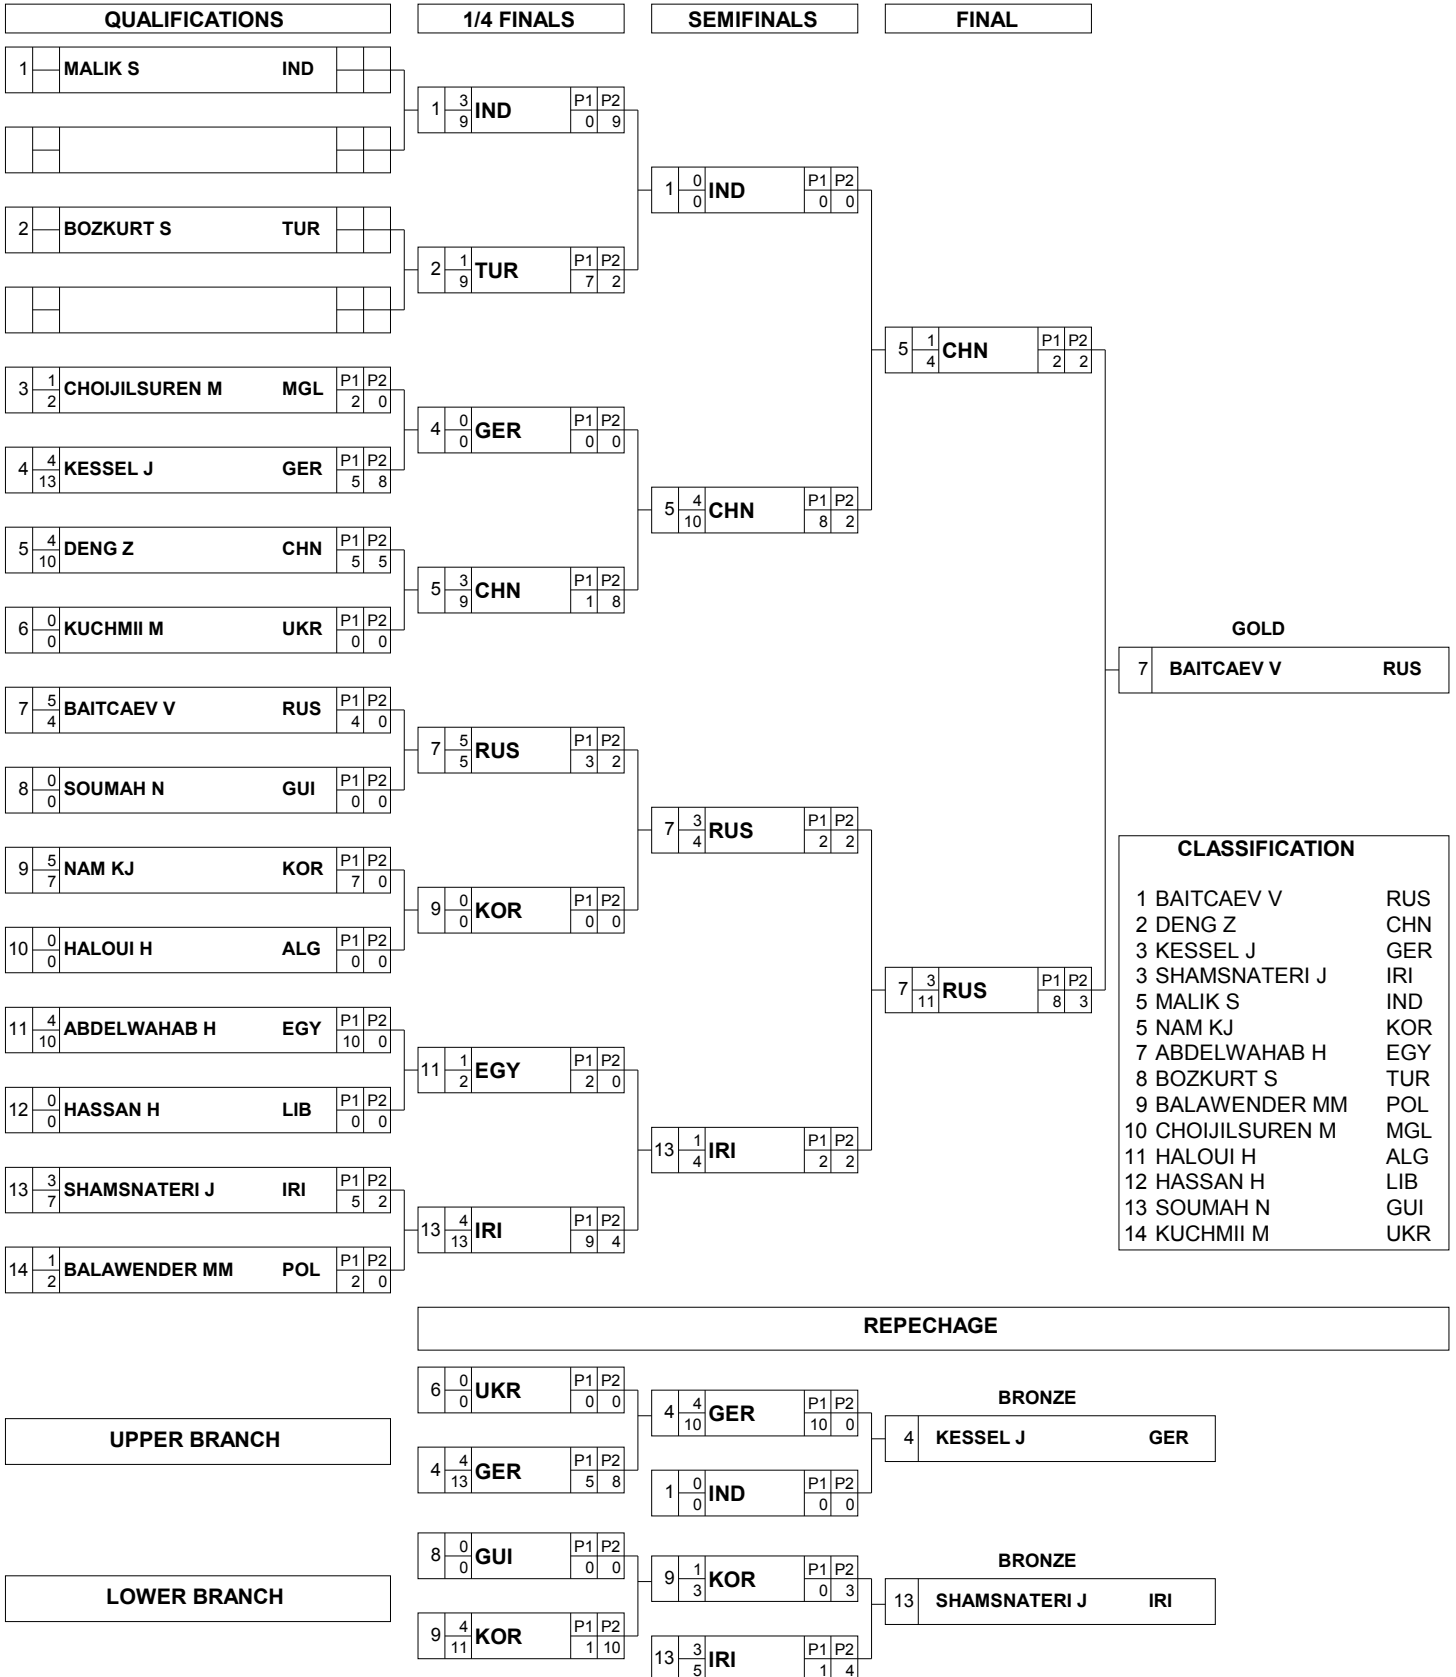 QUALIFICATIONS 1/4 FINALS SEMIFINALS FINAL
1 MALIK S IND
1 3 9 IND P1 P2 0 9
1 0 0 IND P1 P2 0 0
2 BOZKURT S TUR
2 1 9 TUR P1 P2 7 2
5 1 4 CHN P1 P2 2 2
3 1 2 CHOIJILSUREN M MGL P1 P2 2 0
4 0 0 GER P1 P2 0 0
4 4 13 KESSEL J GER P1 P2 5 8
5 4 10 CHN P1 P2 8 2
5 4 10 DENG Z CHN P1 P2 5 5
5 3 9 CHN P1 P2 1 8
6 0 0 KUCHMII M UKR P1 P2 0 0
GOLD
7 BAITCAEV V RUS
7 5 4 BAITCAEV V RUS P1 P2 4 0
7 5 5 RUS P1 P2 3 2
8 0 0 SOUMAH N GUI P1 P2 0 0
7 3 4 RUS P1 P2 2 2
9 5 7 NAM KJ KOR P1 P2 7 0
9 0 0 KOR P1 P2 0 0
10 0 0 HALOUI H ALG P1 P2 0 0
7 3 11 RUS P1 P2 8 3
11 4 10 ABDELWAHAB H EGY P1 P2 10 0
11 1 2 EGY P1 P2 2 0
12 0 0 HASSAN H LIB P1 P2 0 0
13 1 4 IRI P1 P2 2 2
13 3 7 SHAMSNATERI J IRI P1 P2 5 2
13 4 13 IRI P1 P2 9 4
14 1 2 BALAWENDER MM POL P1 P2 2 0
CLASSIFICATION
1 BAITCAEV V RUS
2 DENG Z CHN
3 KESSEL J GER
3 SHAMSNATERI J IRI
5 MALIK S IND
5 NAM KJ KOR
7 ABDELWAHAB H EGY
8 BOZKURT S TUR
9 BALAWENDER MM POL
10 CHOIJILSUREN M MGL
11 HALOUI H ALG
12 HASSAN H LIB
13 SOUMAH N GUI
14 KUCHMII M UKR
REPECHAGE
UPPER BRANCH
6 0 0 UKR P1 P2 0 0
4 4 13 GER P1 P2 5 8
4 4 10 GER P1 P2 10 0
1 0 0 IND P1 P2 0 0
BRONZE
4 KESSEL J GER
LOWER BRANCH
8 0 0 GUI P1 P2 0 0
9 4 11 KOR P1 P2 1 10
9 1 3 KOR P1 P2 0 3
13 3 5 IRI P1 P2 1 4
BRONZE
13 SHAMSNATERI J IRI